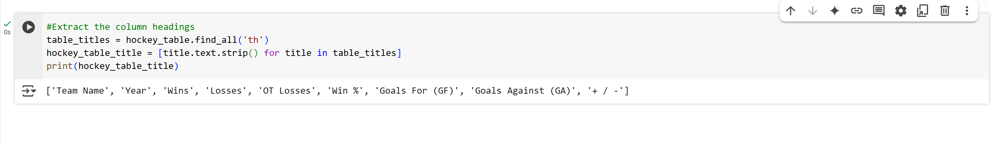 #Extract the column headings
table_titles = hockey_table.find_all('th')
hockey_table_title = [title.text.strip() for title in table_titles]
print(hockey_table_title)
0s
['Team Name', 'Year', 'Wins', 'Losses', 'OT Losses', 'Win %', 'Goals For (GF)', 'Goals Against (GA)', '+ / -']